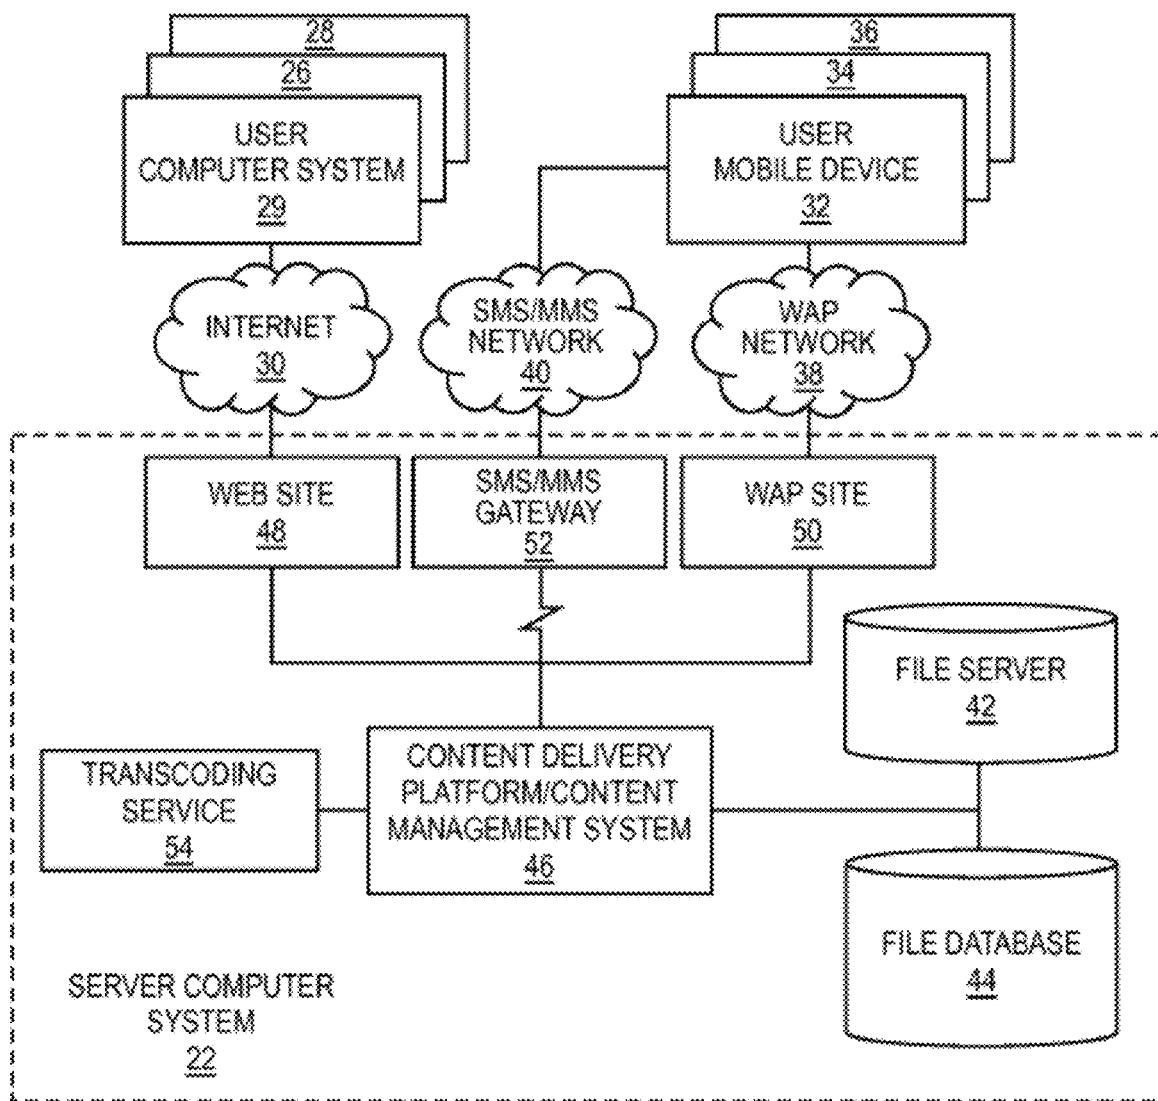 28
26
USER
COMPUTER SYSTEM
29
36
34
USER
MOBILE DEVICE
32
INTERNET
30
SMS/MMS
NETWORK
40
WAP
NETWORK
38
WEB SITE
48
SMS/MMS
GATEWAY
52
WAP SITE
50
FILE SERVER
42
TRANSCODING
SERVICE
54
CONTENT DELIVERY
PLATFORM/CONTENT
MANAGEMENT SYSTEM
46
FILE DATABASE
44
SERVER COMPUTER
SYSTEM
22